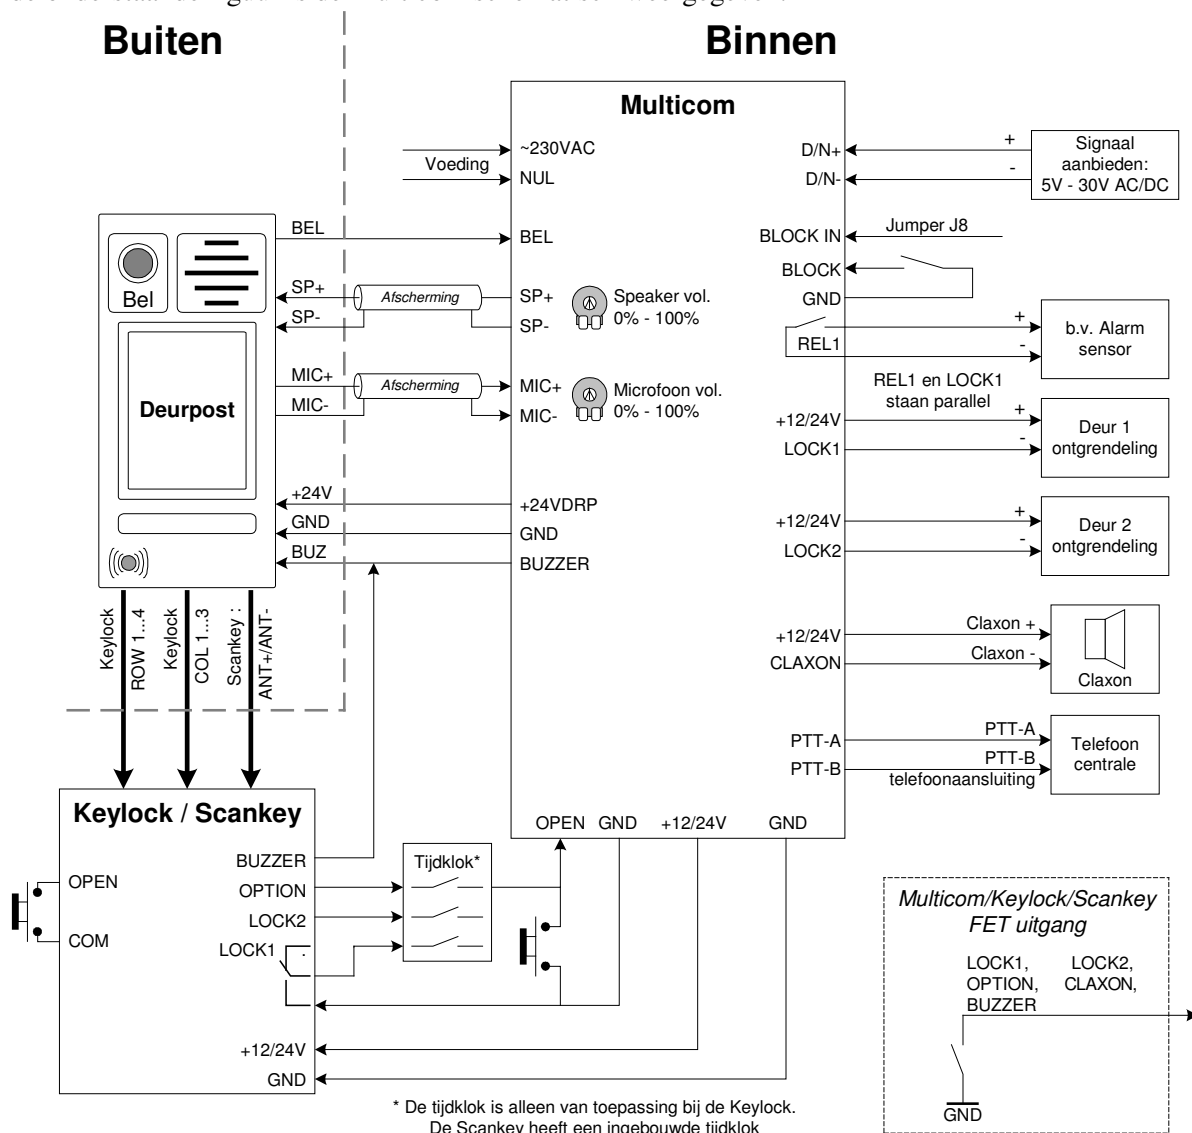 Buiten
Binnen
Multicom
~230VAC
Voeding
NUL
D/N+
D/N-
+
-
Signaal
aanbieden:
5V - 30V AC/DC
BEL
BEL
BLOCK IN
Jumper J8
BLOCK
GND
Bel
SP+
SP-
Afscherming
SP+
SP-
Speaker vol.
0% - 100%
REL1
+
-
b.v. Alarm
sensor
MIC+
MIC-
Afscherming
MIC+
MIC-
Microfoon vol.
0% - 100%
REL1 en LOCK1
staan parallel
Deurpost
+12/24V
LOCK1
+
-
Deur 1
ontgrendeling
+24V
GND
BUZ
+24VDRP
GND
BUZZER
+12/24V
LOCK2
+
-
Deur 2
ontgrendeling
Keylock
ROW 1...4
Keylock
COL 1...3
Scankey :
ANT+/ANT-
+12/24V
CLAXON
Claxon +
Claxon -
Claxon
PTT-A
PTT-B
PTT-A
PTT-B
telefoonaansluiting
Telefoon
centrale
OPEN GND +12/24V GND
Keylock / Scankey
OPEN
COM
BUZZER
OPTION
LOCK2
LOCK1
+12/24V
GND
Tijdklok*
Multicom/Keylock/Scankey
FET uitgang
LOCK1, LOCK2,
OPTION, CLAXON,
BUZZER
GND
* De tijdklok is alleen van toepassing bij de Keylock.
De Scankey heeft een ingebouwde tijdklok